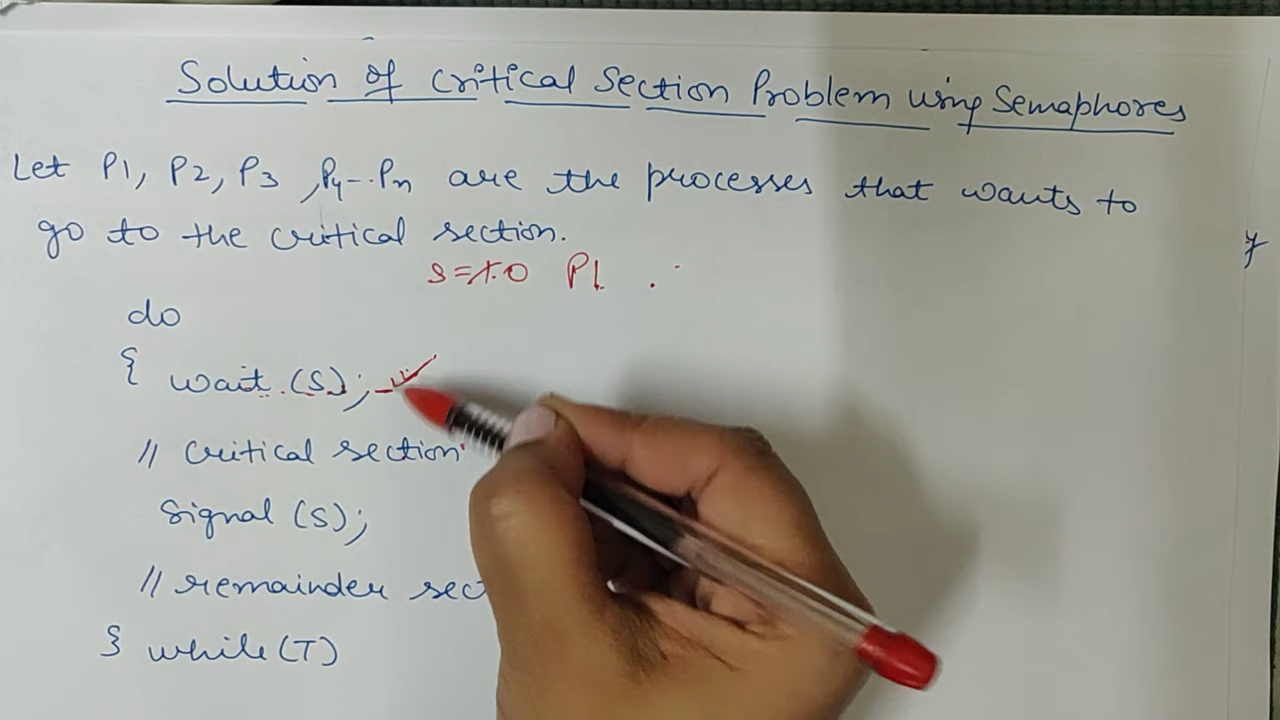 Solution of Critical Section Problem using Semaphores
Let P1, P2, P3 ,P4-..Pn are the processes that wants to
go to the critical section.
S=1.0 P1
do
{ wait (S);
// critical section
Signal (S);
// remainder sec
} while(T)
y